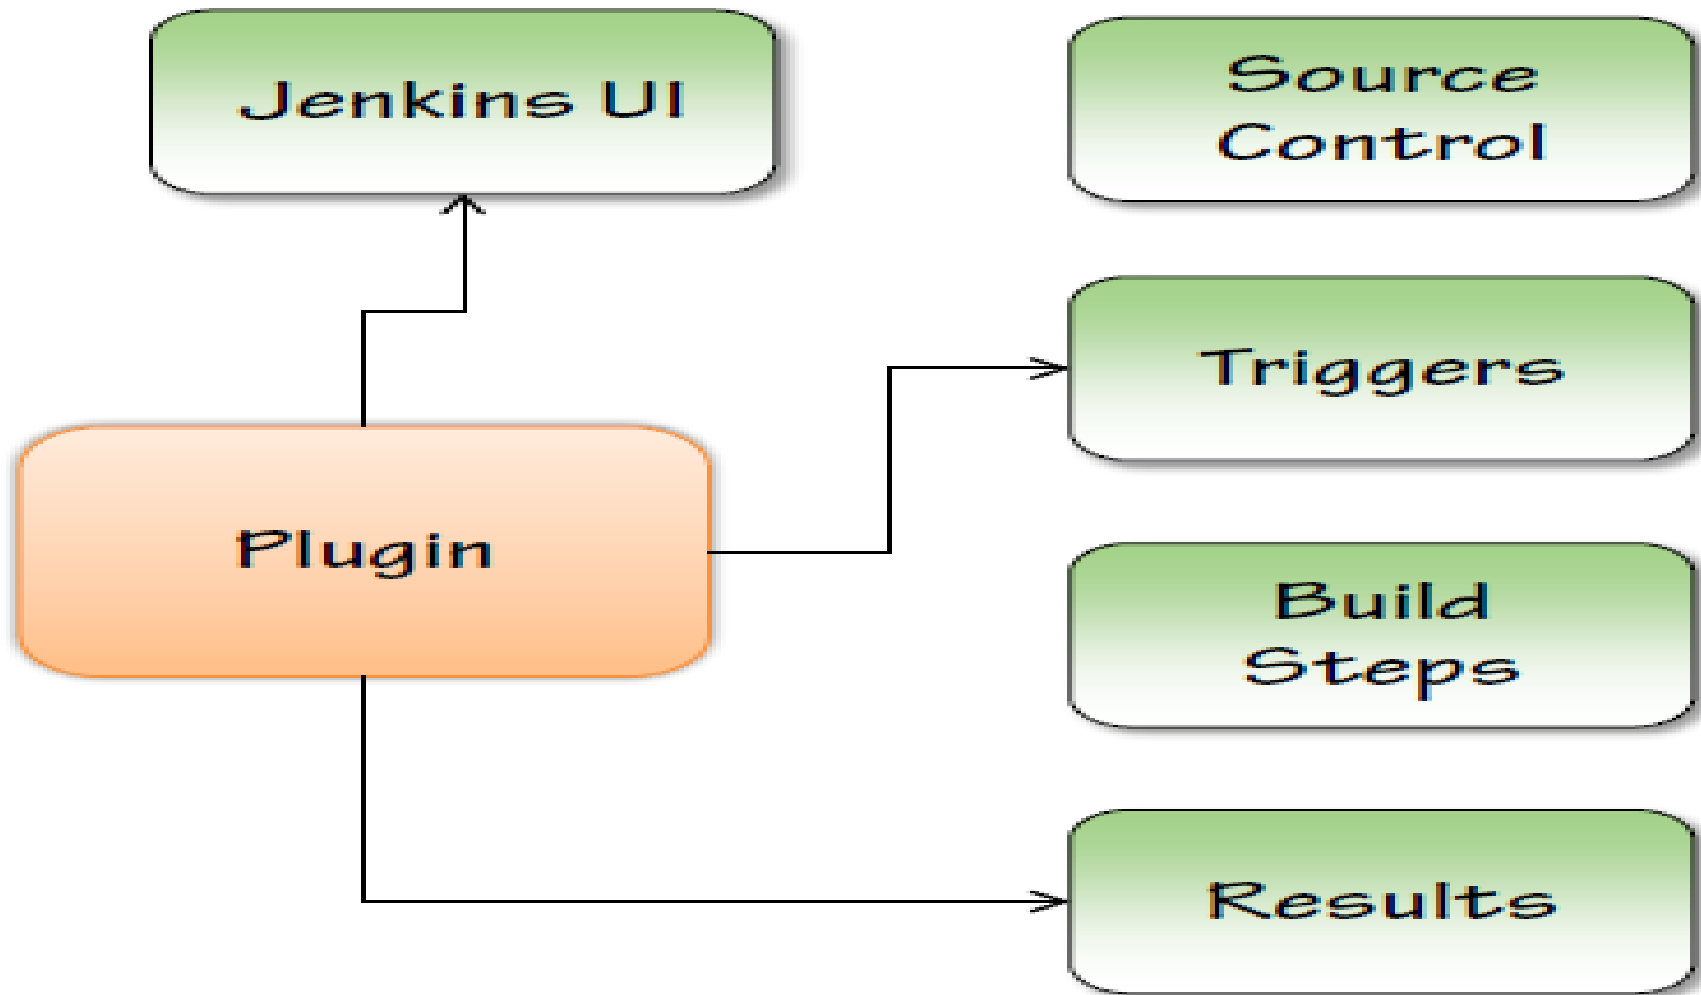 Jenkins UI
Source
Control
Triggers
Plugin
Build
Steps
Results